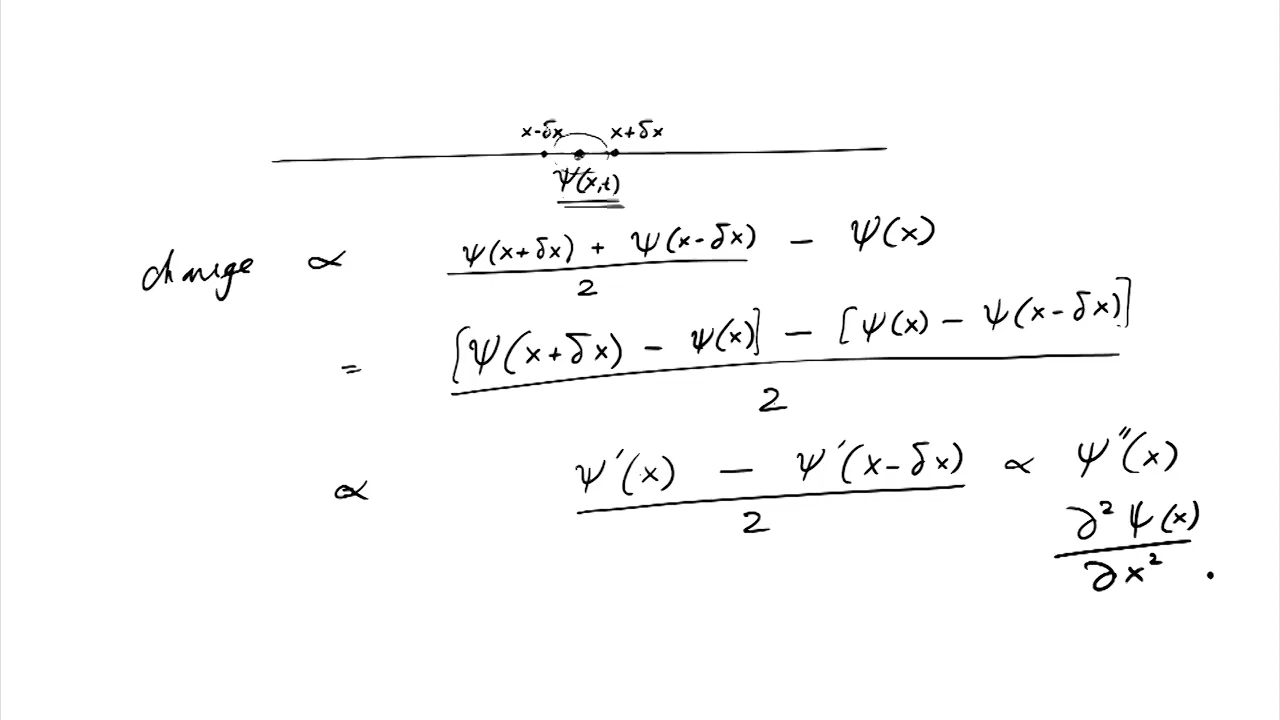 x-δx x+δx
Ψ(x,t)
change ∝ (Ψ(x+δx) + Ψ(x-δx))/2 − Ψ(x)
= ([Ψ(x+δx) − Ψ(x)] − [Ψ(x) − Ψ(x-δx)])/2
∝ (Ψ′(x) − Ψ′(x-δx))/2 ∝ Ψ″(x)
∂²Ψ(x)/∂x² .